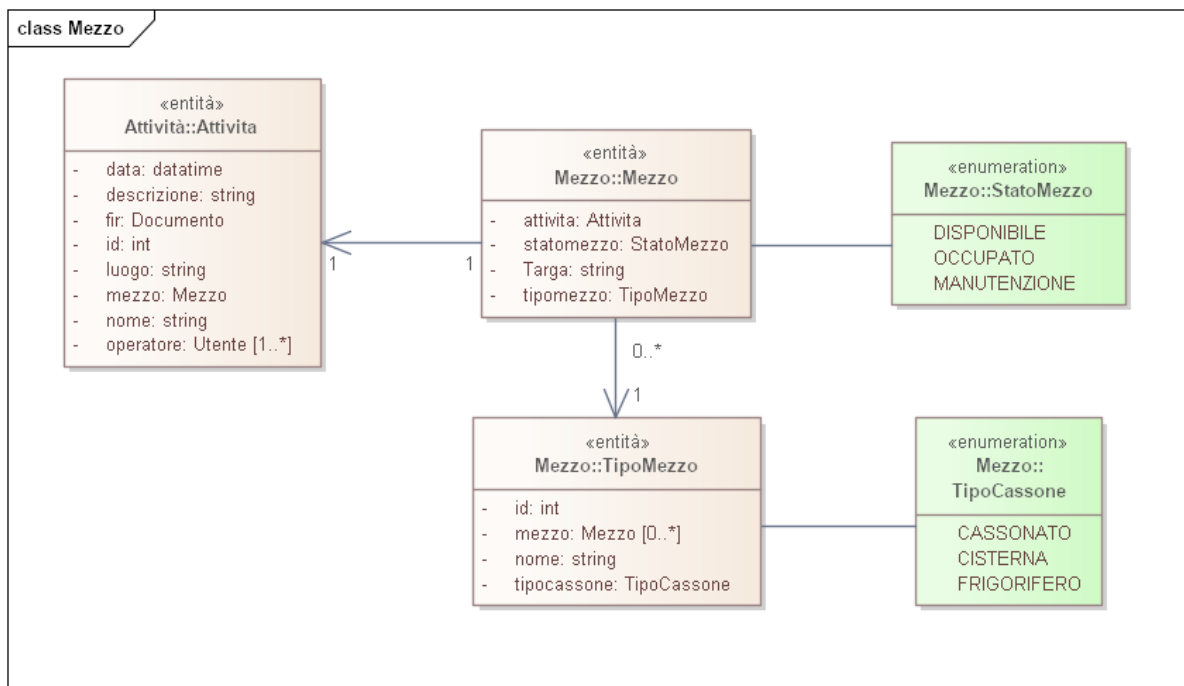 class Mezzo
«entità»
Attività::Attivita
- data: datatime
- descrizione: string
- fir: Documento
- id: int
- luogo: string
- mezzo: Mezzo
- nome: string
- operatore: Utente [1..*]
1
1
«entità»
Mezzo::Mezzo
- attivita: Attivita
- statomezzo: StatoMezzo
- Targa: string
- tipomezzo: TipoMezzo
«enumeration»
Mezzo::StatoMezzo
DISPONIBILE
OCCUPATO
MANUTENZIONE
0..*
1
«entità»
Mezzo::TipoMezzo
- id: int
- mezzo: Mezzo [0..*]
- nome: string
- tipocassone: TipoCassone
«enumeration»
Mezzo::
TipoCassone
CASSONATO
CISTERNA
FRIGORIFERO